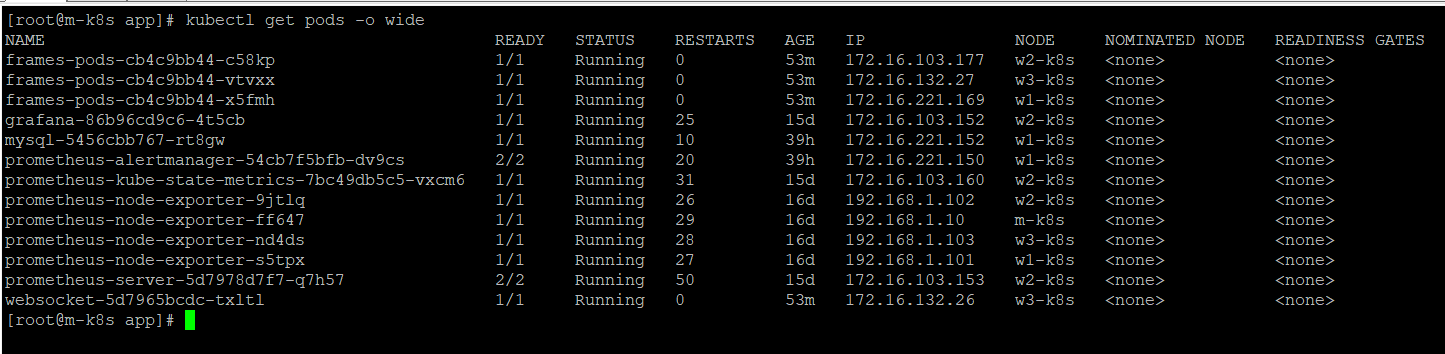 [root@m-k8s app]# kubectl get pods -o wide
NAME READY STATUS RESTARTS AGE IP NODE NOMINATED NODE READINESS GATES
frames-pods-cb4c9bb44-c58kp 1/1 Running 0 53m 172.16.103.177 w2-k8s <none> <none>
frames-pods-cb4c9bb44-vtvxx 1/1 Running 0 53m 172.16.132.27 w3-k8s <none> <none>
frames-pods-cb4c9bb44-x5fmh 1/1 Running 0 53m 172.16.221.169 w1-k8s <none> <none>
grafana-86b96cd9c6-4t5cb 1/1 Running 25 15d 172.16.103.152 w2-k8s <none> <none>
mysql-5456cbb767-rt8gw 1/1 Running 10 39h 172.16.221.152 w1-k8s <none> <none>
prometheus-alertmanager-54cb7f5bfb-dv9cs 2/2 Running 20 39h 172.16.221.150 w1-k8s <none> <none>
prometheus-kube-state-metrics-7bc49db5c5-vxcm6 1/1 Running 31 15d 172.16.103.160 w2-k8s <none> <none>
prometheus-node-exporter-9jtlq 1/1 Running 26 16d 192.168.1.102 w2-k8s <none> <none>
prometheus-node-exporter-ff647 1/1 Running 29 16d 192.168.1.10 m-k8s <none> <none>
prometheus-node-exporter-nd4ds 1/1 Running 28 16d 192.168.1.103 w3-k8s <none> <none>
prometheus-node-exporter-s5tpx 1/1 Running 27 16d 192.168.1.101 w1-k8s <none> <none>
prometheus-server-5d7978d7f7-q7h57 2/2 Running 50 15d 172.16.103.153 w2-k8s <none> <none>
websocket-5d7965bcdc-txltl 1/1 Running 0 53m 172.16.132.26 w3-k8s <none> <none>
[root@m-k8s app]#